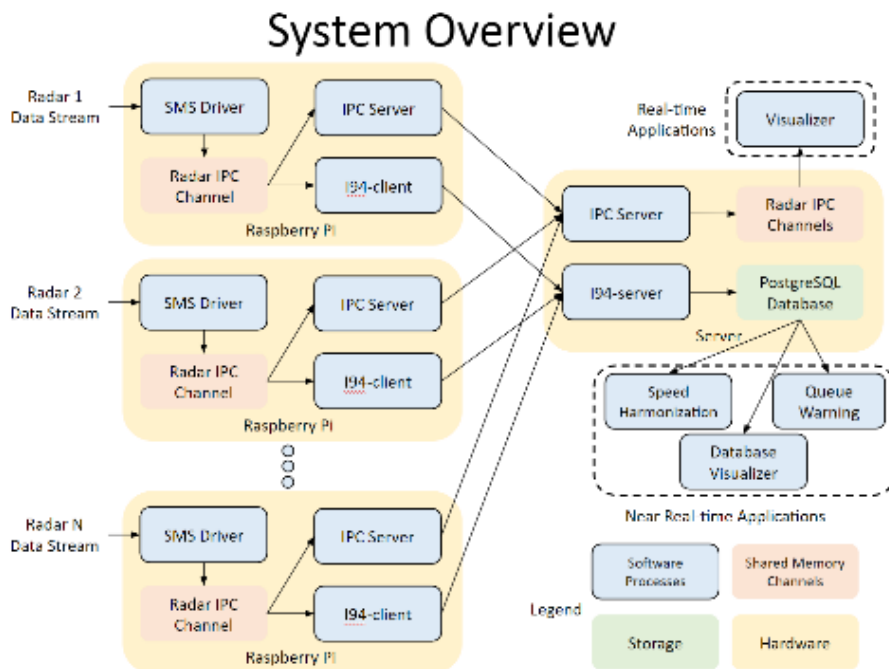 System Overview
Radar 1
Data Stream
SMS Driver
IPC Server
Radar IPC
Channel
I94-client
Raspberry Pi
Radar 2
Data Stream
SMS Driver
IPC Server
Radar IPC
Channel
I94-client
Raspberry Pi
Radar N
Data Stream
SMS Driver
IPC Server
Radar IPC
Channel
I94-client
Raspberry Pi
Real-time
Applications
Visualizer
IPC Server
Radar IPC
Channels
I94-server
PostgreSQL
Database
Server
Speed
Harmonization
Queue
Warning
Database
Visualizer
Near Real-time Applications
Legend
Software
Processes
Shared Memory
Channels
Storage
Hardware